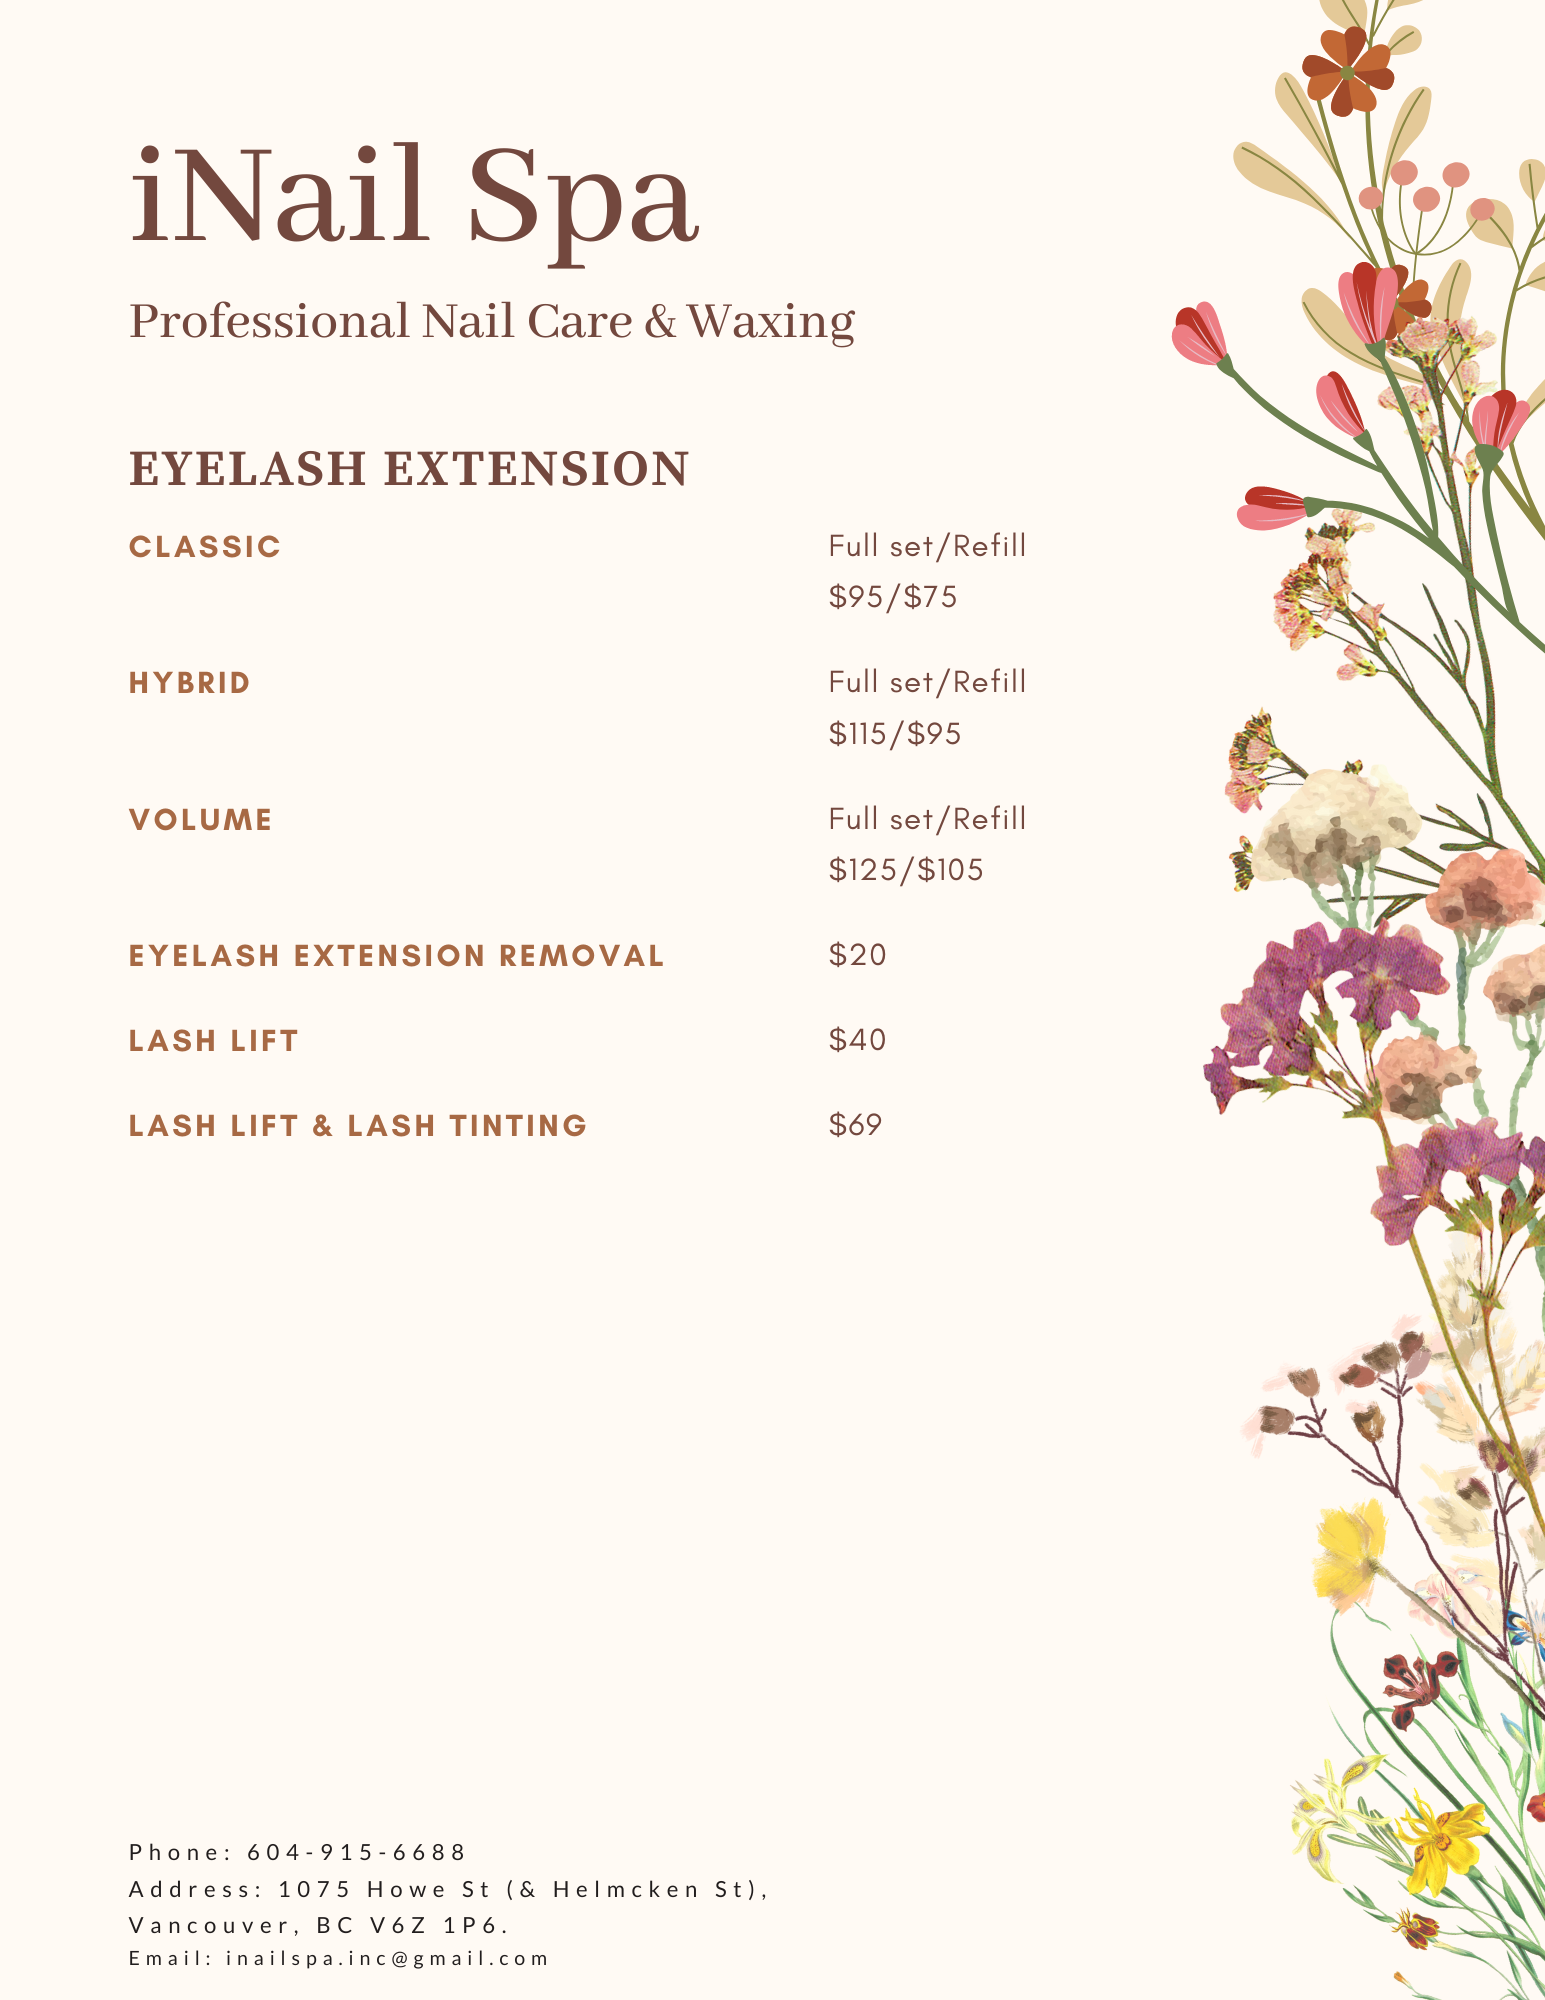 iNail Spa
Professional Nail Care & Waxing
EYELASH EXTENSION
CLASSIC Full set/Refill
$95/$75
HYBRID Full set/Refill
$115/$95
VOLUME Full set/Refill
$125/$105
EYELASH EXTENSION REMOVAL $20
LASH LIFT $40
LASH LIFT & LASH TINTING $69
Phone: 604-915-6688
Address: 1075 Howe St (& Helmcken St),
Vancouver, BC V6Z 1P6.
Email: inailspa.inc@gmail.com